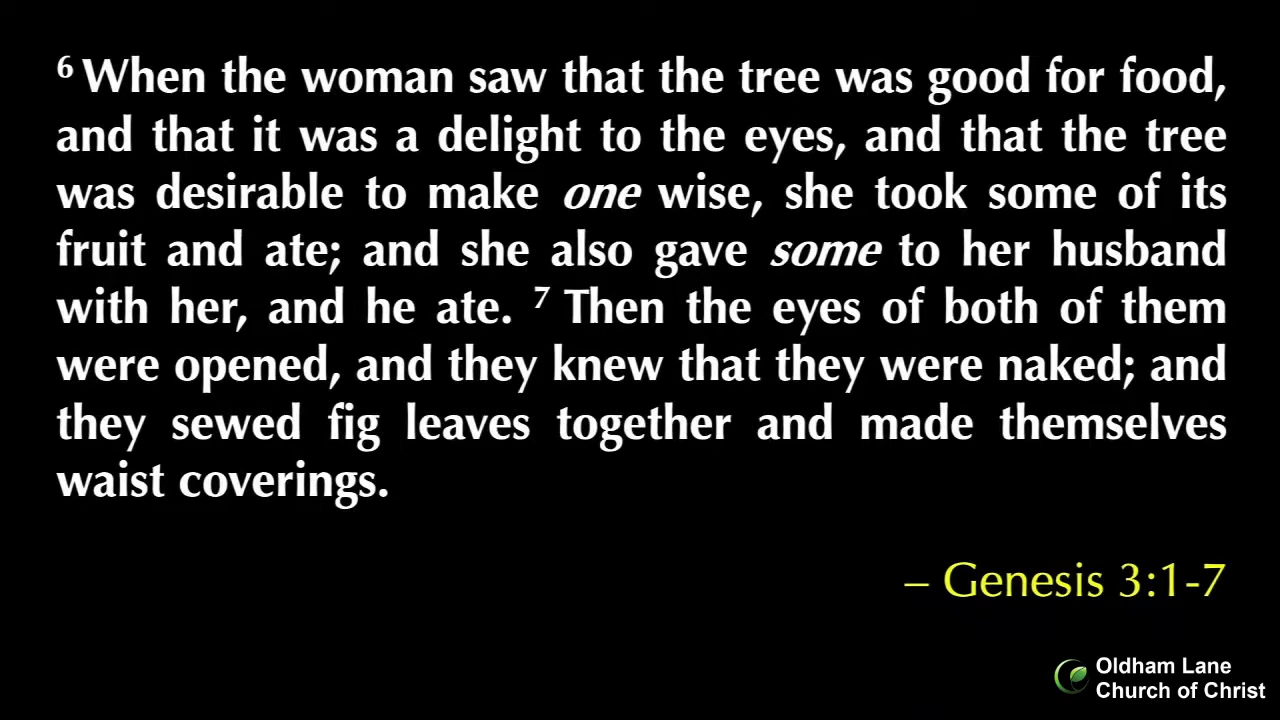 6 When the woman saw that the tree was good for food,
and that it was a delight to the eyes, and that the tree
was desirable to make one wise, she took some of its
fruit and ate; and she also gave some to her husband
with her, and he ate. 7 Then the eyes of both of them
were opened, and they knew that they were naked; and
they sewed fig leaves together and made themselves
waist coverings.
– Genesis 3:1-7
Oldham Lane
Church of Christ